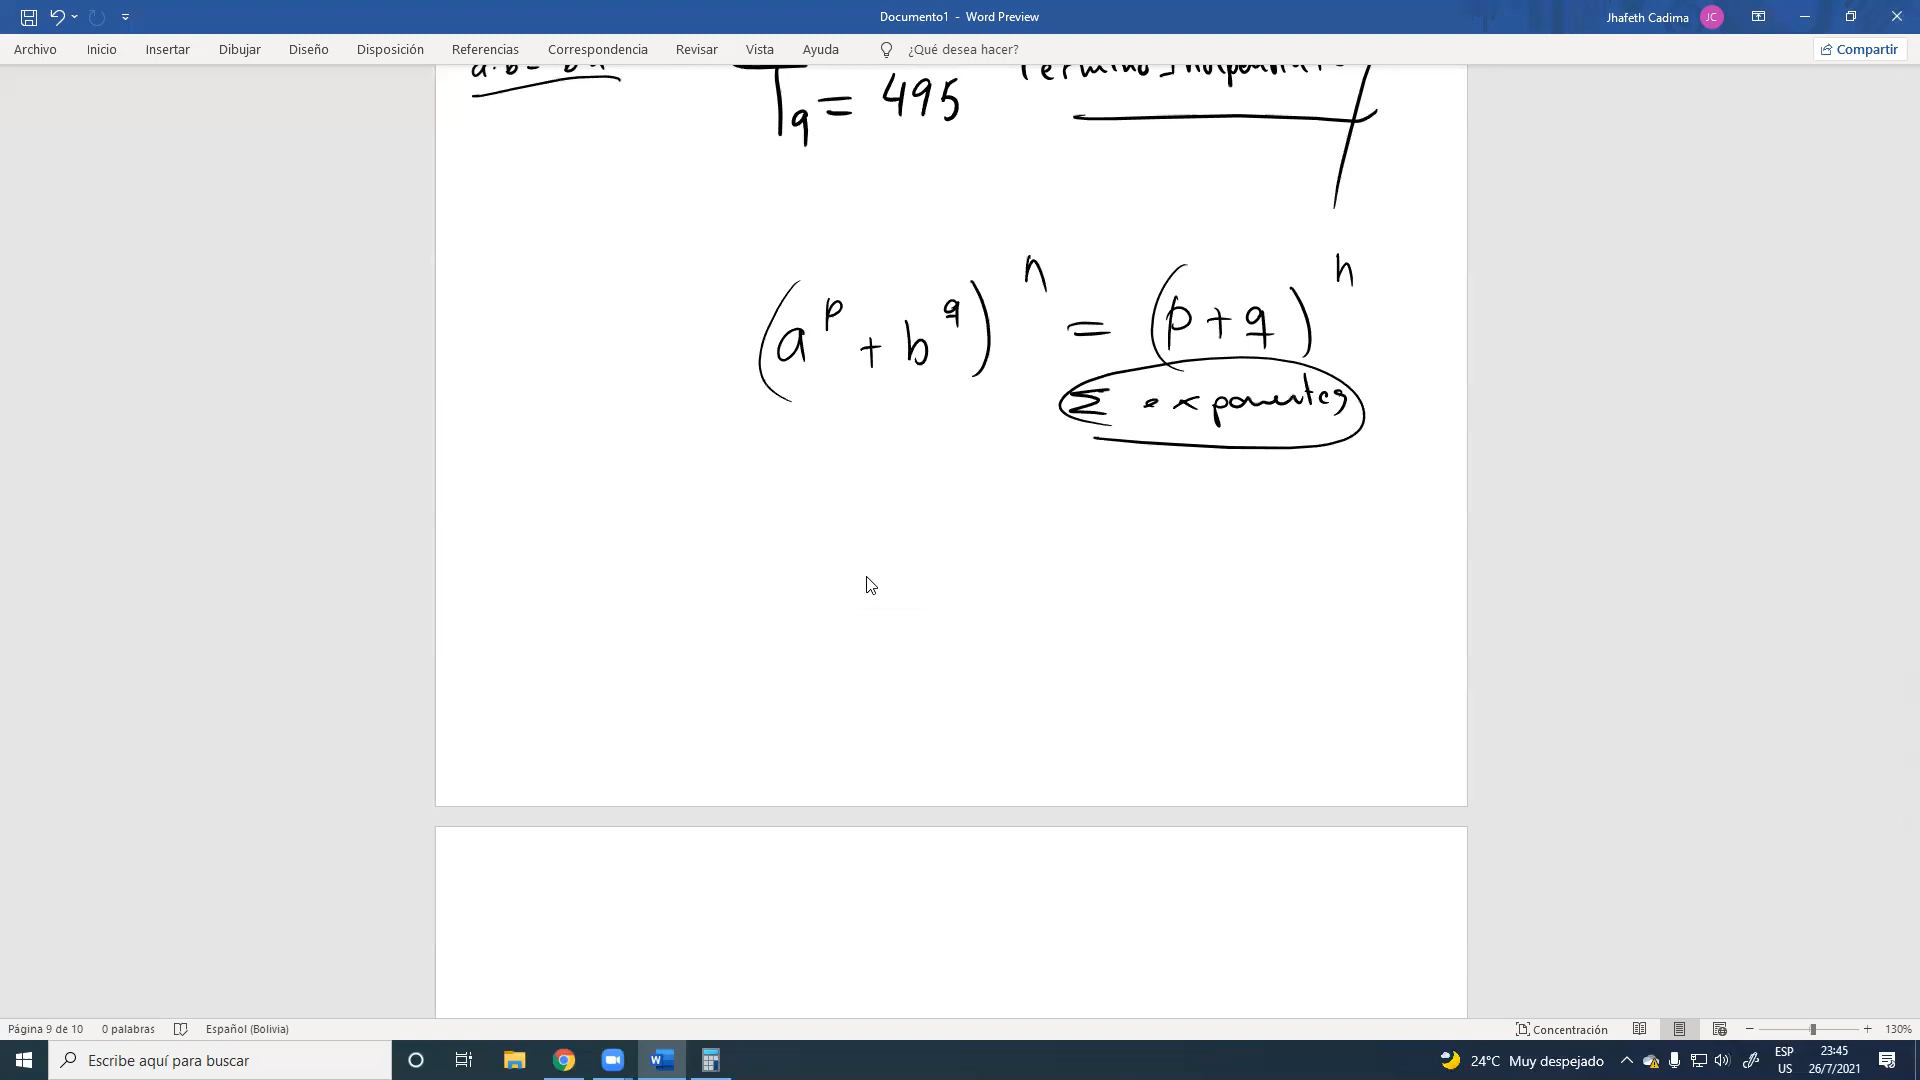 Documento1 - Word Preview
Jhafeth Cadima
JC
Archivo Inicio Insertar Dibujar Diseño Disposición Referencias Correspondencia Revisar Vista Ayuda ¿Qué desea hacer? Compartir
T9 = 495
(a^p + b^q)^n = (p + q)^n
Σ exponentes
Página 9 de 10 0 palabras Español (Bolivia) Concentración 130%
Escribe aquí para buscar
24°C Muy despejado
ESP
US
23:45
26/7/2021